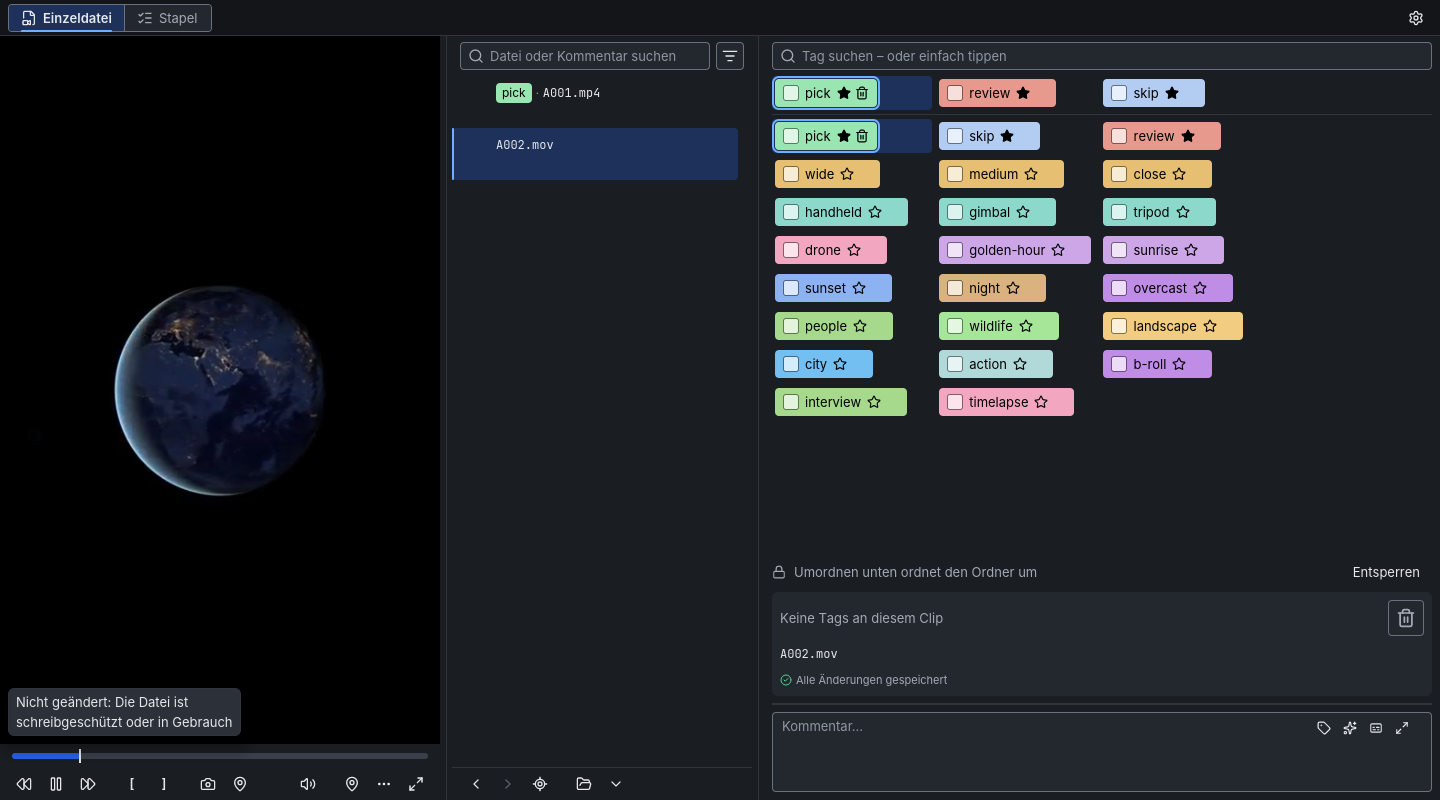 Einzeldatei
Stapel
Datei oder Kommentar suchen
Tag suchen – oder einfach tippen
pick · A001.mp4
A002.mov
pick
review
skip
pick
skip
review
wide
medium
close
handheld
gimbal
tripod
drone
golden-hour
sunrise
sunset
night
overcast
people
wildlife
landscape
city
action
b-roll
interview
timelapse
Umordnen unten ordnet den Ordner um
Entsperren
Keine Tags an diesem Clip
A002.mov
Alle Änderungen gespeichert
Kommentar...
Nicht geändert: Die Datei ist
schreibgeschützt oder in Gebrauch
[ ]